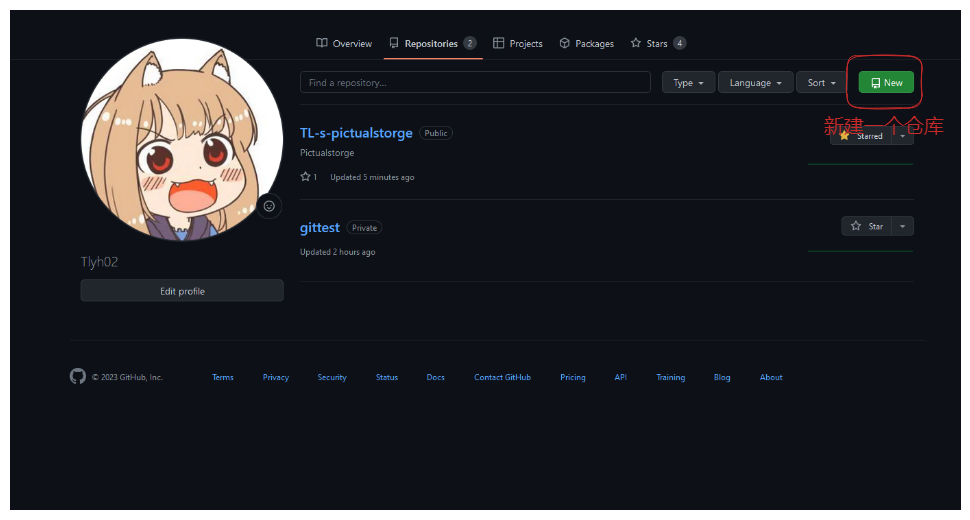 Overview Repositories 2 Projects Packages Stars 4
Find a repository... Type Language Sort New
新建一个仓库
TL-s-pictualstorge Public Starred
Pictualstorge
1 Updated 5 minutes ago
gittest Private Star
Updated 2 hours ago
Tlyh02
Edit profile
© 2023 GitHub, Inc. Terms Privacy Security Status Docs Contact GitHub Pricing API Training Blog About